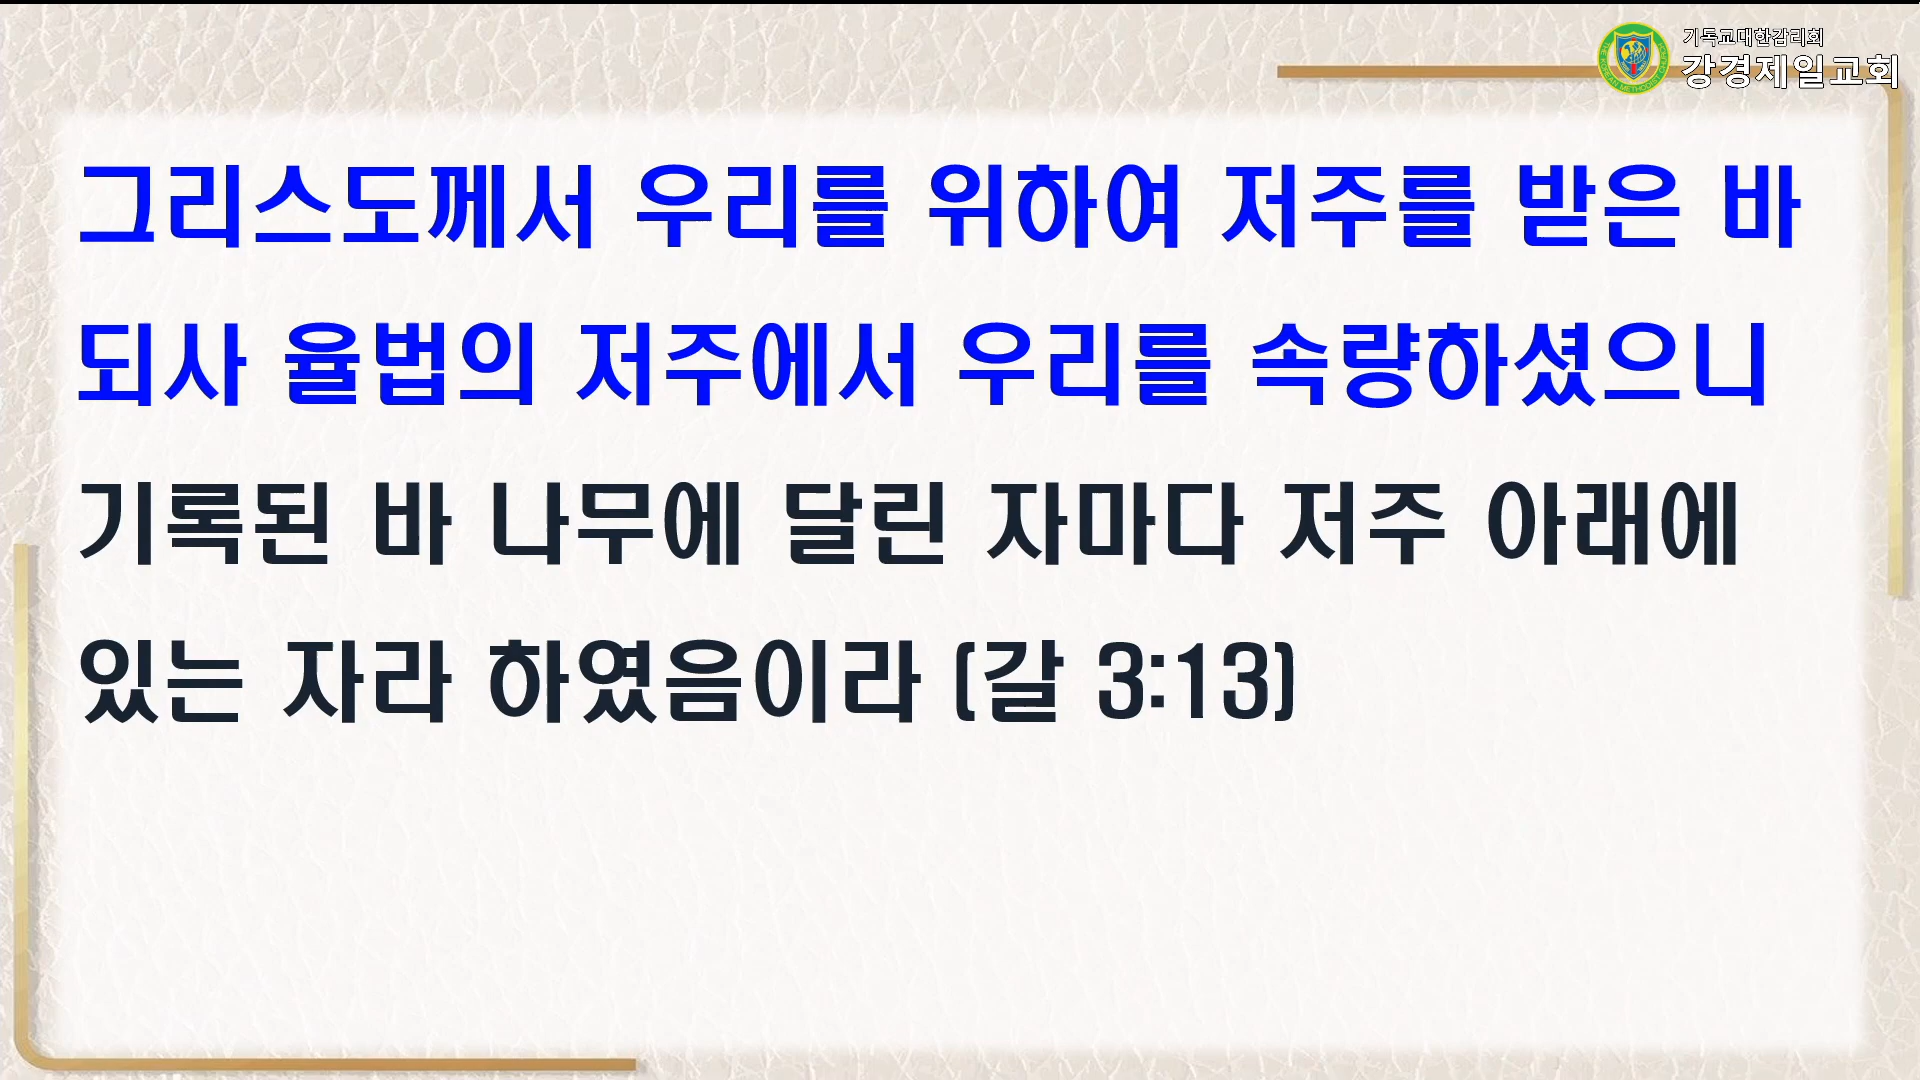 기독교대한감리회
강경제일교회
그리스도께서 우리를 위하여 저주를 받은 바
되사 율법의 저주에서 우리를 속량하셨으니
기록된 바 나무에 달린 자마다 저주 아래에
있는 자라 하였음이라 (갈 3:13)